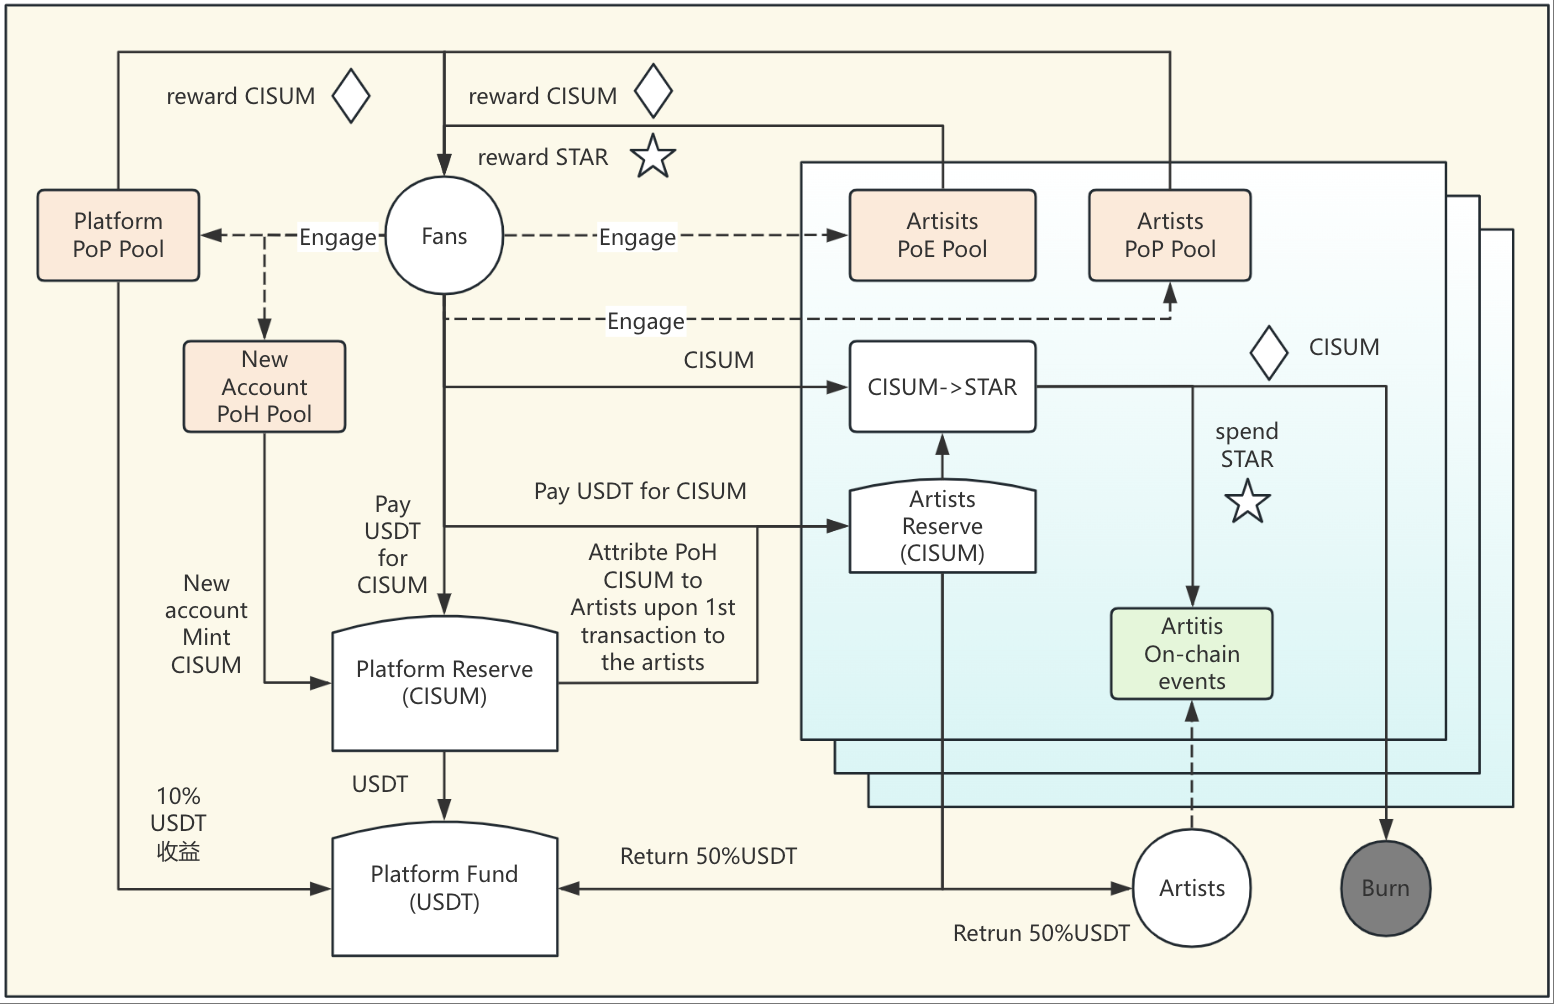 reward CISUM
reward CISUM
reward STAR
Platform
PoP Pool
Engage
Fans
Engage
Artisits
PoE Pool
Artists
PoP Pool
Engage
New
Account
PoH Pool
CISUM
CISUM->STAR
CISUM
spend
STAR
Pay USDT for CISUM
Pay
USDT
for
CISUM
Artists
Reserve
(CISUM)
Attribte PoH
CISUM to
Artists upon 1st
transaction to
the artists
New
account
Mint
CISUM
Platform Reserve
(CISUM)
Artitis
On-chain
events
USDT
10%
USDT
收益
Platform Fund
(USDT)
Return 50%USDT
Retrun 50%USDT
Artists
Burn